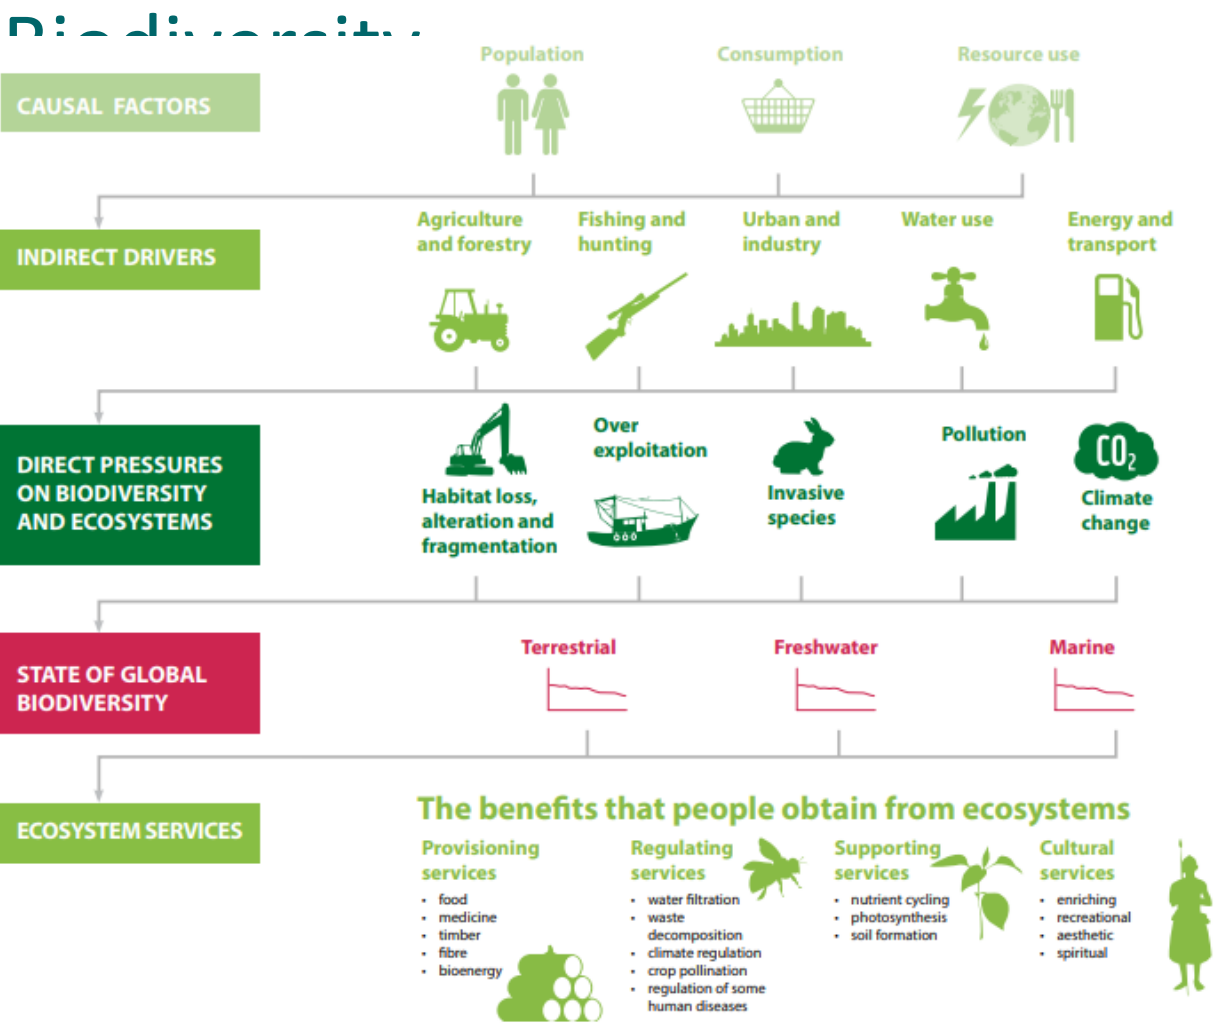 Biodiversity
Population
Consumption
Resource use
CAUSAL FACTORS
Agriculture
and forestry
Fishing and
hunting
Urban and
industry
Water use
Energy and
transport
INDIRECT DRIVERS
DIRECT PRESSURES
ON BIODIVERSITY
AND ECOSYSTEMS
Habitat loss,
alteration and
fragmentation
Over
exploitation
Invasive
species
Pollution
CO2
Climate
change
STATE OF GLOBAL
BIODIVERSITY
Terrestrial
Freshwater
Marine
ECOSYSTEM SERVICES
The benefits that people obtain from ecosystems
Provisioning
services
• food
• medicine
• timber
• fibre
• bioenergy
Regulating
services
• water filtration
• waste
decomposition
• climate regulation
• crop pollination
• regulation of some
human diseases
Supporting
services
• nutrient cycling
• photosynthesis
• soil formation
Cultural
services
• enriching
• recreational
• aesthetic
• spiritual